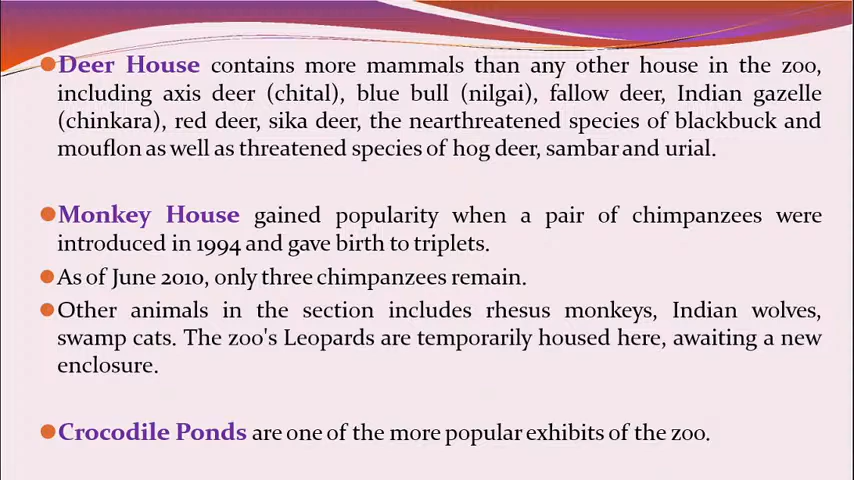 Deer House contains more mammals than any other house in the zoo,
including axis deer (chital), blue bull (nilgai), fallow deer, Indian gazelle
(chinkara), red deer, sika deer, the nearthreatened species of blackbuck and
mouflon as well as threatened species of hog deer, sambar and urial.
Monkey House gained popularity when a pair of chimpanzees were
introduced in 1994 and gave birth to triplets.
As of June 2010, only three chimpanzees remain.
Other animals in the section includes rhesus monkeys, Indian wolves,
swamp cats. The zoo's Leopards are temporarily housed here, awaiting a new
enclosure.
Crocodile Ponds are one of the more popular exhibits of the zoo.